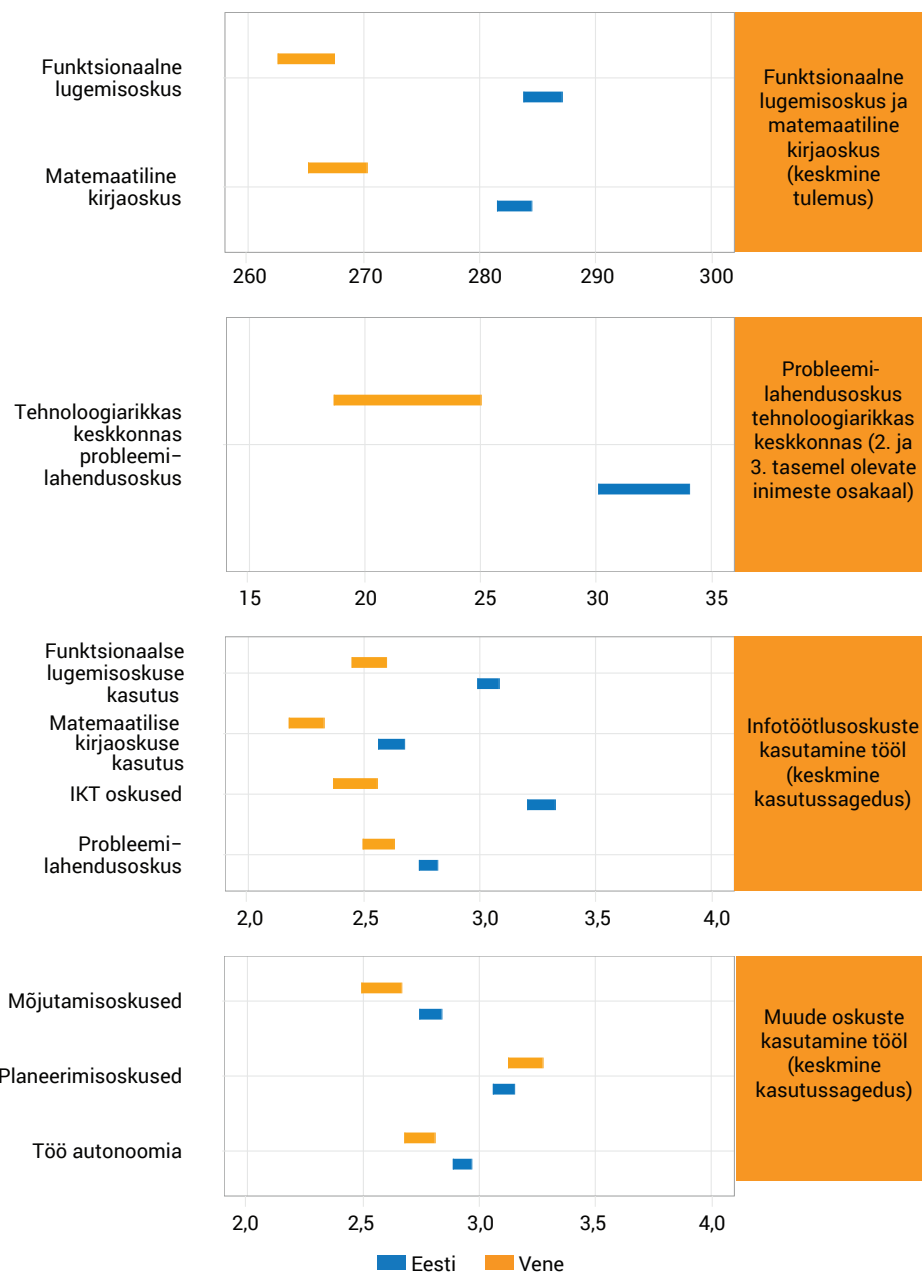 Funktsionaalne
lugemisoskus
Matemaatiline
kirjaoskus
Funktsionaalne
lugemisoskus ja
matemaatiline
kirjaoskus
(keskmine
tulemus)
260 270 280 290 300
Tehnoloogiarikkas
keskkonnas
probleemi–
lahendusoskus
Probleemi-
lahendusoskus
tehnoloogiarikkas
keskkonnas (2. ja
3. tasemel olevate
inimeste osakaal)
15 20 25 30 35
Funktsionaalse
lugemisoskuse
kasutus
Matemaatilise
kirjaoskuse
kasutus
IKT oskused
Probleemi–
lahendusoskus
Infotöötlusoskuste
kasutamine tööl
(keskmine
kasutussagedus)
2,0 2,5 3,0 3,5 4,0
Mõjutamisoskused
Planeerimisoskused
Töö autonoomia
Muude oskuste
kasutamine tööl
(keskmine
kasutussagedus)
2,0 2,5 3,0 3,5 4,0
Eesti Vene